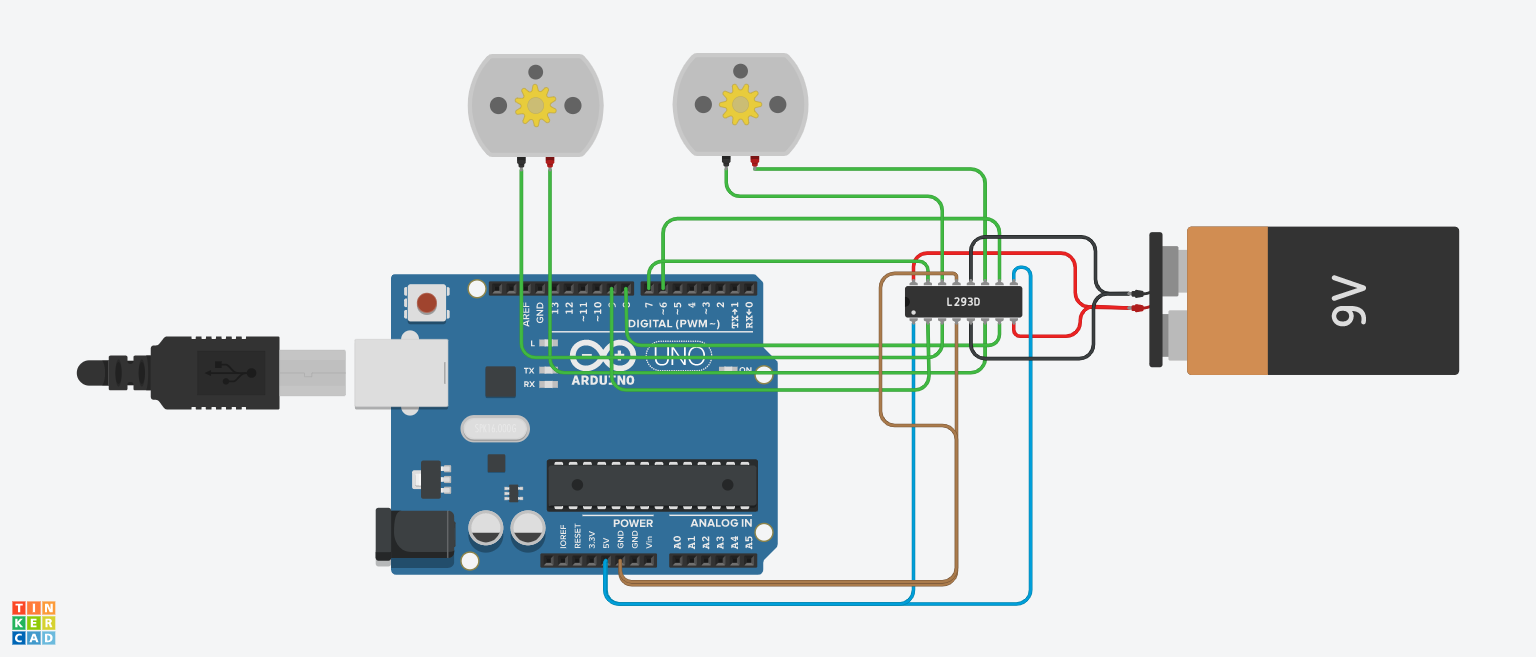 L293D
9V
AREF
GND
13
12
~11
~10
8
7
~6
~5
4
~3
2
TX→1
RX←0
DIGITAL (PWM~)
L
TX
RX
UNO
ARDUINO
ON
POWER
ANALOG IN
IOREF
RESET
3.3V
5V
GND
GND
Vin
A0
A1
A2
A3
A4
A5
TIN
KER
CAD